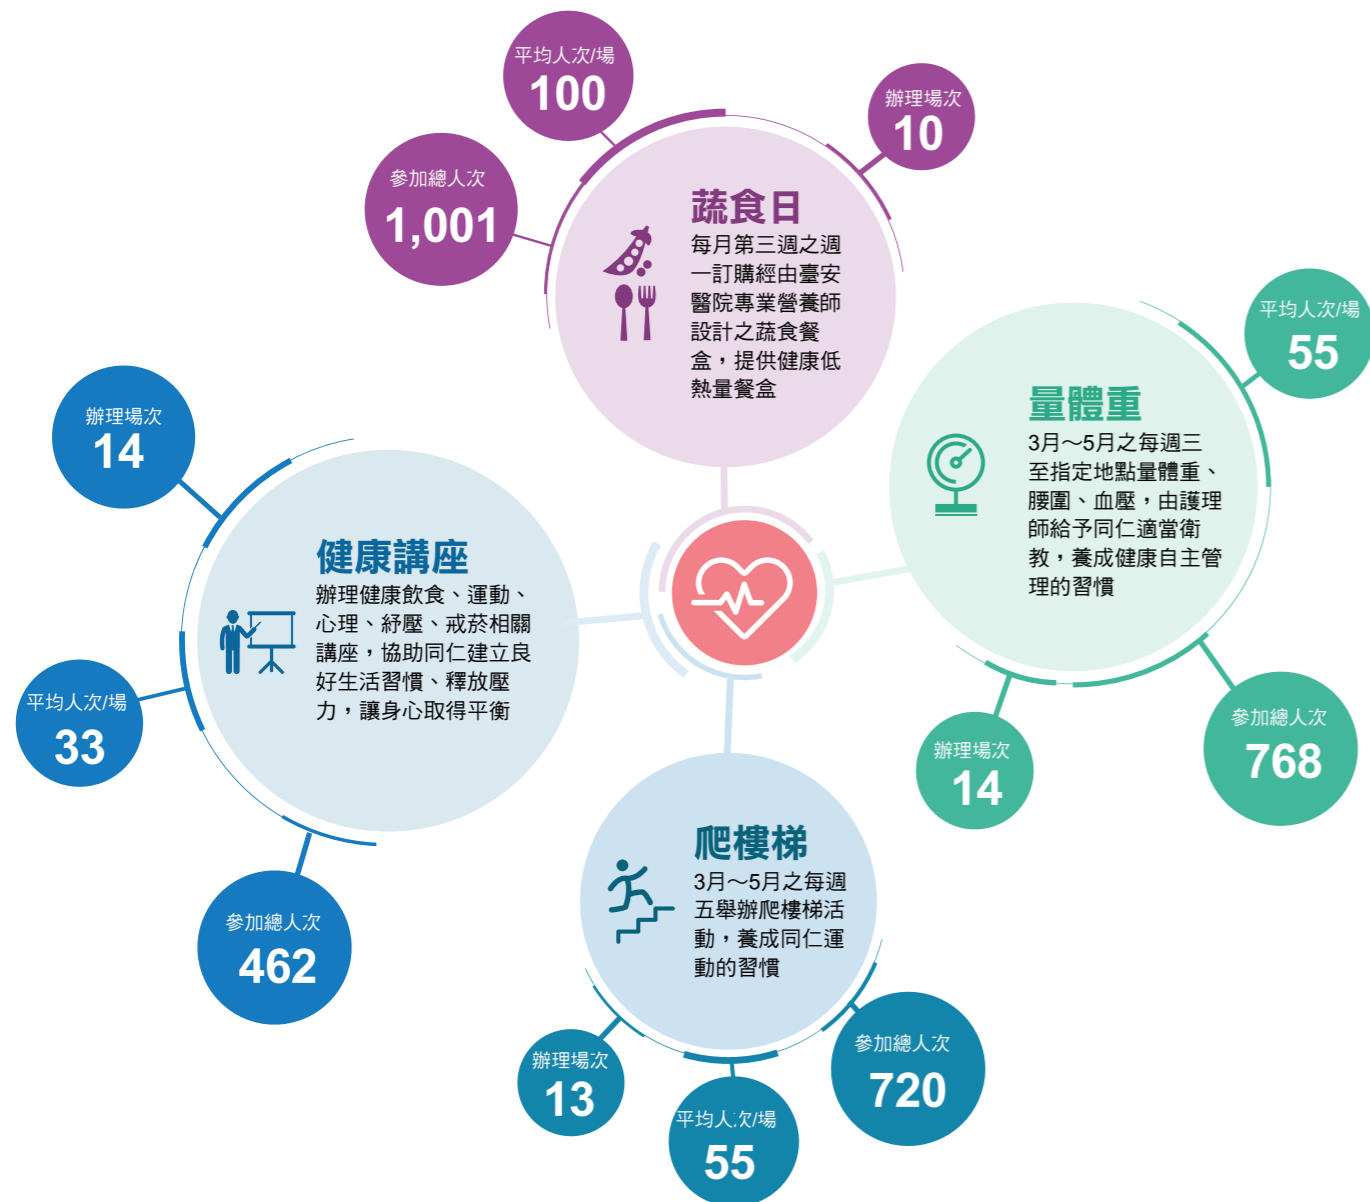 平均人次/場
100
辦理場次
10
參加總人次
1,001
蔬食日
每月第三週之週
一訂購經由臺安
醫院專業營養師
設計之蔬食餐
盒，提供健康低
熱量餐盒
平均人次/場
55
量體重
3月～5月之每週三
至指定地點量體重、
腰圍、血壓，由護理
師給予同仁適當衛
教，養成健康自主管
理的習慣
辦理場次
14
參加總人次
768
辦理場次
14
健康講座
辦理健康飲食、運動、
心理、紓壓、戒菸相關
講座，協助同仁建立良
好生活習慣、釋放壓
力，讓身心取得平衡
平均人次/場
33
參加總人次
462
爬樓梯
3月～5月之每週
五舉辦爬樓梯活
動，養成同仁運
動的習慣
辦理場次
13
平均人次/場
55
參加總人次
720